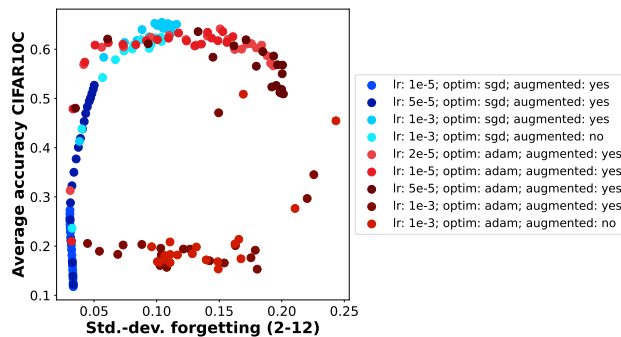 Average accuracy CIFAR10C
0.6
0.5
0.4
0.3
0.2
0.1
0.05
0.10
0.15
0.20
0.25
Std.-dev. forgetting (2-12)
lr: 1e-5; optim: sgd; augmented: yes
lr: 5e-5; optim: sgd; augmented: yes
lr: 1e-3; optim: sgd; augmented: yes
lr: 1e-3; optim: sgd; augmented: no
lr: 2e-5; optim: adam; augmented: yes
lr: 1e-5; optim: adam; augmented: yes
lr: 5e-5; optim: adam; augmented: yes
lr: 1e-3; optim: adam; augmented: yes
lr: 1e-3; optim: adam; augmented: no